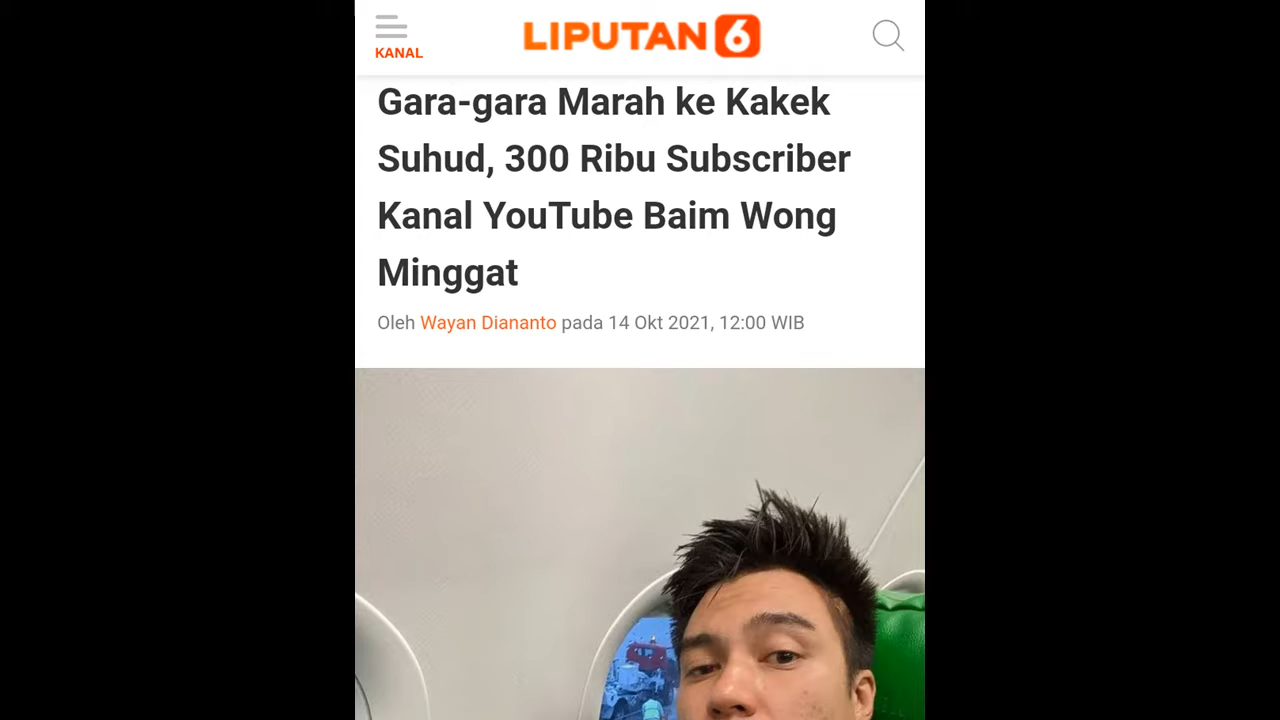 LIPUTAN 6
KANAL
Gara-gara Marah ke Kakek
Suhud, 300 Ribu Subscriber
Kanal YouTube Baim Wong
Minggat
Oleh Wayan Diananto pada 14 Okt 2021, 12:00 WIB